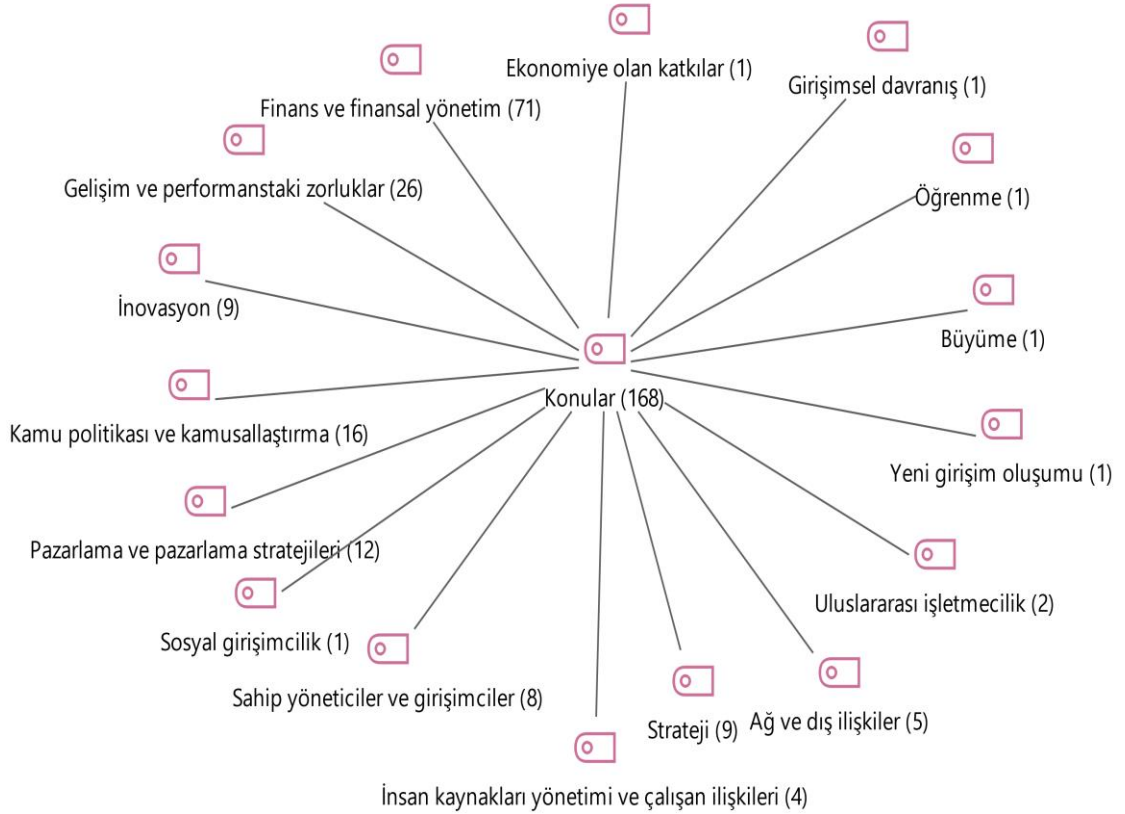 Ekonomiye olan katkılar (1)
Girişimsel davranış (1)
Finans ve finansal yönetim (71)
Gelişim ve performanstaki zorluklar (26)
Öğrenme (1)
İnovasyon (9)
Büyüme (1)
Konular (168)
Kamu politikası ve kamusallaştırma (16)
Yeni girişim oluşumu (1)
Pazarlama ve pazarlama stratejileri (12)
Uluslararası işletmecilik (2)
Sosyal girişimcilik (1)
Sahip yöneticiler ve girişimciler (8)
Strateji (9)
Ağ ve dış ilişkiler (5)
İnsan kaynakları yönetimi ve çalışan ilişkileri (4)